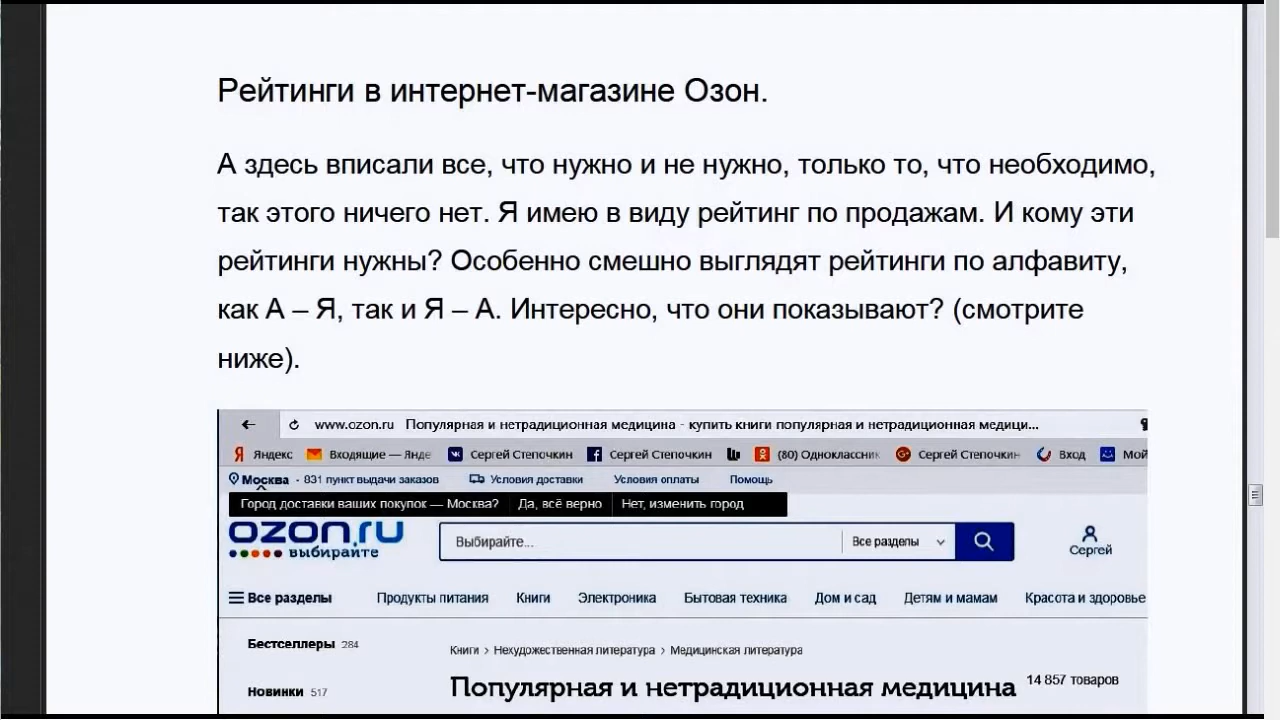 Рейтинги в интернет-магазине Озон.
А здесь вписали все, что нужно и не нужно, только то, что необходимо,
так этого ничего нет. Я имею в виду рейтинг по продажам. И кому эти
рейтинги нужны? Особенно смешно выглядят рейтинги по алфавиту,
как А – Я, так и Я – А. Интересно, что они показывают? (смотрите
ниже).
www.ozon.ru Популярная и нетрадиционная медицина - купить книги популярная и нетрадиционная медици...
Яндекс Входящие — Янде Сергей Степочкин Сергей Степочкин (80) Одноклассник Сергей Степочкин Вход Мой
Москва - 831 пункт выдачи заказов Условия доставки Условия оплаты Помощь
Город доставки ваших покупок — Москва? Да, всё верно Нет, изменить город
ozon.ru
выбирайте
Выбирайте... Все разделы
Сергей
Все разделы Продукты питания Книги Электроника Бытовая техника Дом и сад Детям и мамам Красота и здоровье
Бестселлеры 284
Книги > Нехудожественная литература > Медицинская литература
Популярная и нетрадиционная медицина 14 857 товаров
Новинки 517